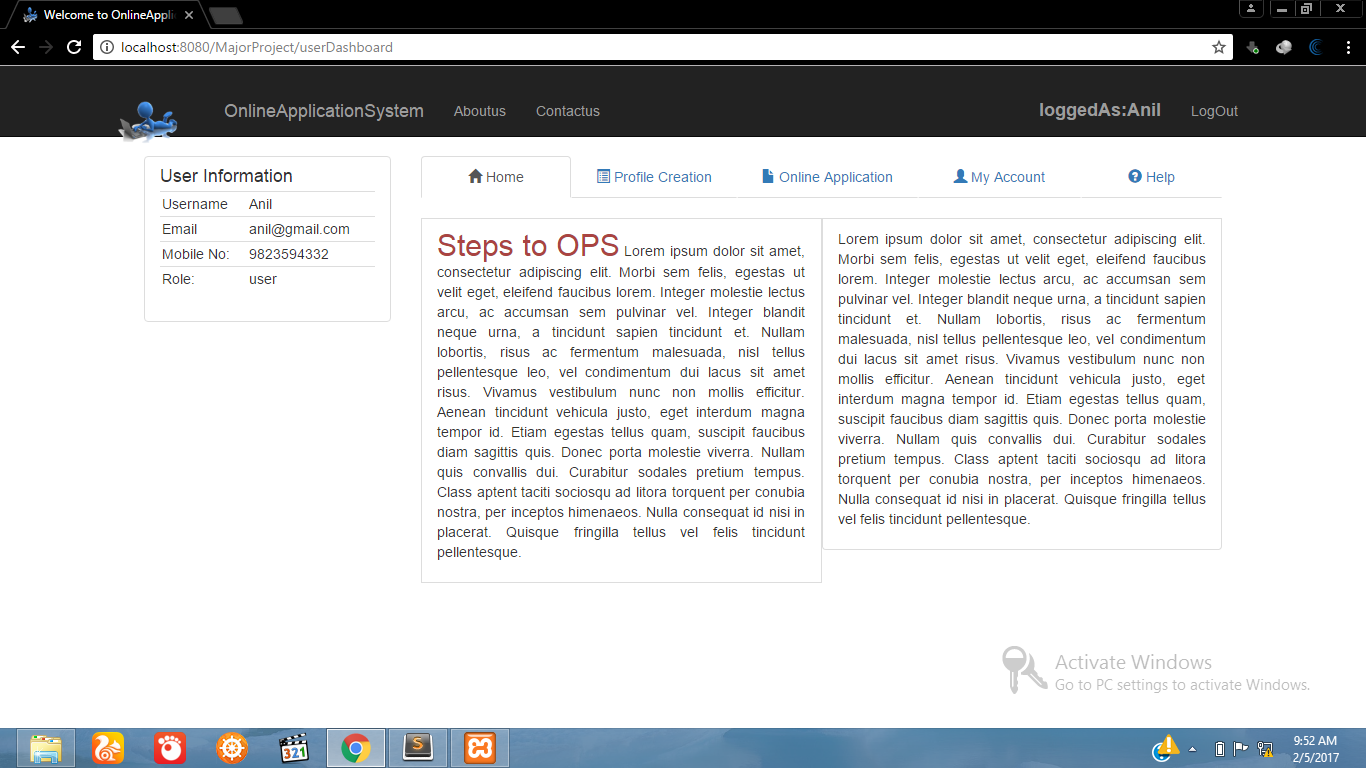 Welcome to OnlineAppli
localhost:8080/MajorProject/userDashboard
OnlineApplicationSystem Aboutus Contactus loggedAs:Anil LogOut
User Information
Username Anil
Email anil@gmail.com
Mobile No: 9823594332
Role: user
Home Profile Creation Online Application My Account Help
Steps to OPS Lorem ipsum dolor sit amet,
consectetur adipiscing elit. Morbi sem felis, egestas ut
velit eget, eleifend faucibus lorem. Integer molestie lectus
arcu, ac accumsan sem pulvinar vel. Integer blandit
neque urna, a tincidunt sapien tincidunt et. Nullam
lobortis, risus ac fermentum malesuada, nisl tellus
pellentesque leo, vel condimentum dui lacus sit amet
risus. Vivamus vestibulum nunc non mollis efficitur.
Aenean tincidunt vehicula justo, eget interdum magna
tempor id. Etiam egestas tellus quam, suscipit faucibus
diam sagittis quis. Donec porta molestie viverra. Nullam
quis convallis dui. Curabitur sodales pretium tempus.
Class aptent taciti sociosqu ad litora torquent per conubia
nostra, per inceptos himenaeos. Nulla consequat id nisi in
placerat. Quisque fringilla tellus vel felis tincidunt
pellentesque.
Lorem ipsum dolor sit amet, consectetur adipiscing elit.
Morbi sem felis, egestas ut velit eget, eleifend faucibus
lorem. Integer molestie lectus arcu, ac accumsan sem
pulvinar vel. Integer blandit neque urna, a tincidunt sapien
tincidunt et. Nullam lobortis, risus ac fermentum
malesuada, nisl tellus pellentesque leo, vel condimentum
dui lacus sit amet risus. Vivamus vestibulum nunc non
mollis efficitur. Aenean tincidunt vehicula justo, eget
interdum magna tempor id. Etiam egestas tellus quam,
suscipit faucibus diam sagittis quis. Donec porta molestie
viverra. Nullam quis convallis dui. Curabitur sodales
pretium tempus. Class aptent taciti sociosqu ad litora
torquent per conubia nostra, per inceptos himenaeos.
Nulla consequat id nisi in placerat. Quisque fringilla tellus
vel felis tincidunt pellentesque.
Activate Windows
Go to PC settings to activate Windows.
321
S
9:52 AM
2/5/2017